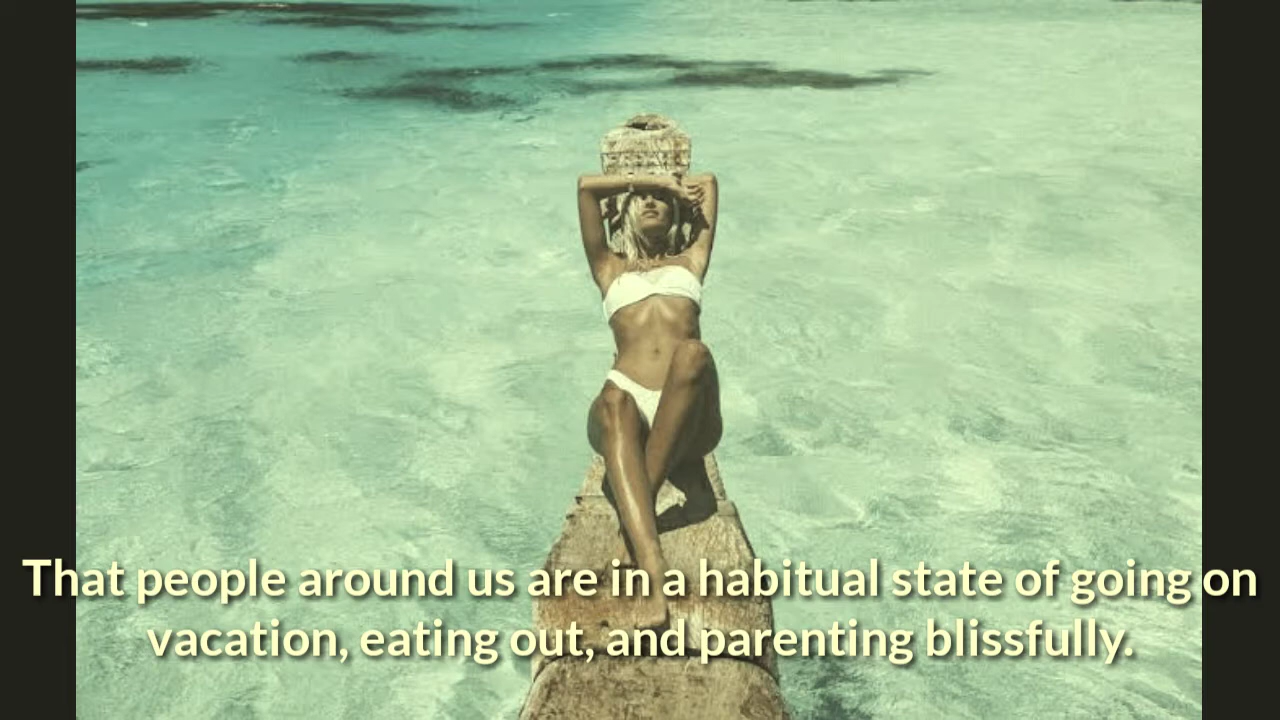 That people around us are in a habitual state of going on
vacation, eating out, and parenting blissfully.